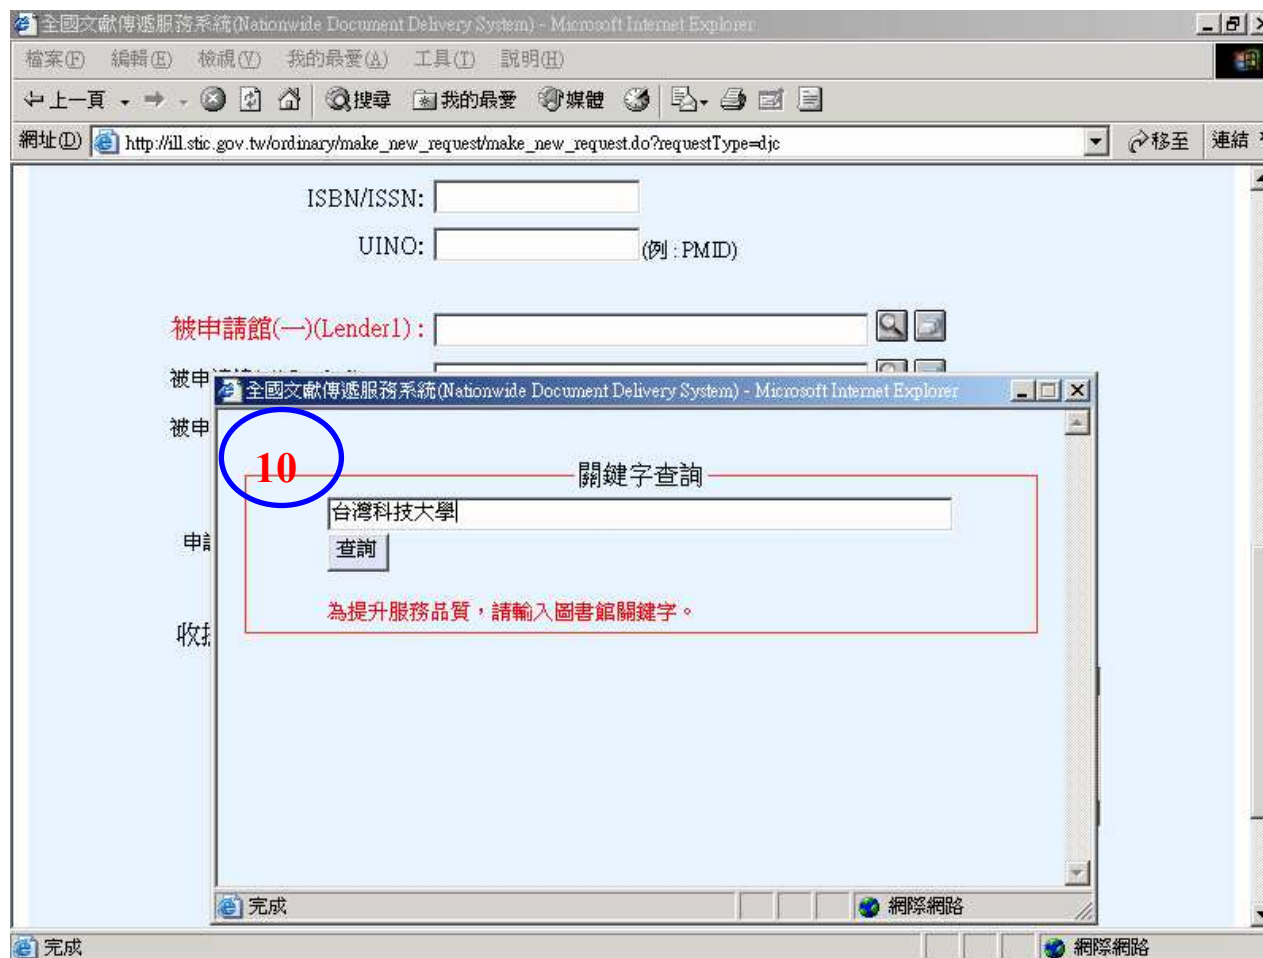 全國文獻傳遞服務系統(Nationwide Document Delivery System) - Microsoft Internet Explorer
檔案(F) 編輯(E) 檢視(V) 我的最愛(A) 工具(T) 說明(H)
上一頁 搜尋 我的最愛 媒體
網址(D) http://ill.stic.gov.tw/ordinary/make_new_request/make_new_request.do?requestType=djc 移至 連結
ISBN/ISSN:
UINO: (例 : PMID)
被申請館(一)(Lender1) :
被申
全國文獻傳遞服務系統(Nationwide Document Delivery System) - Microsoft Internet Explorer
被申
10
關鍵字查詢
台灣科技大學
申請
查詢
為提升服務品質，請輸入圖書館關鍵字。
收
完成 網際網路
完成 網際網路